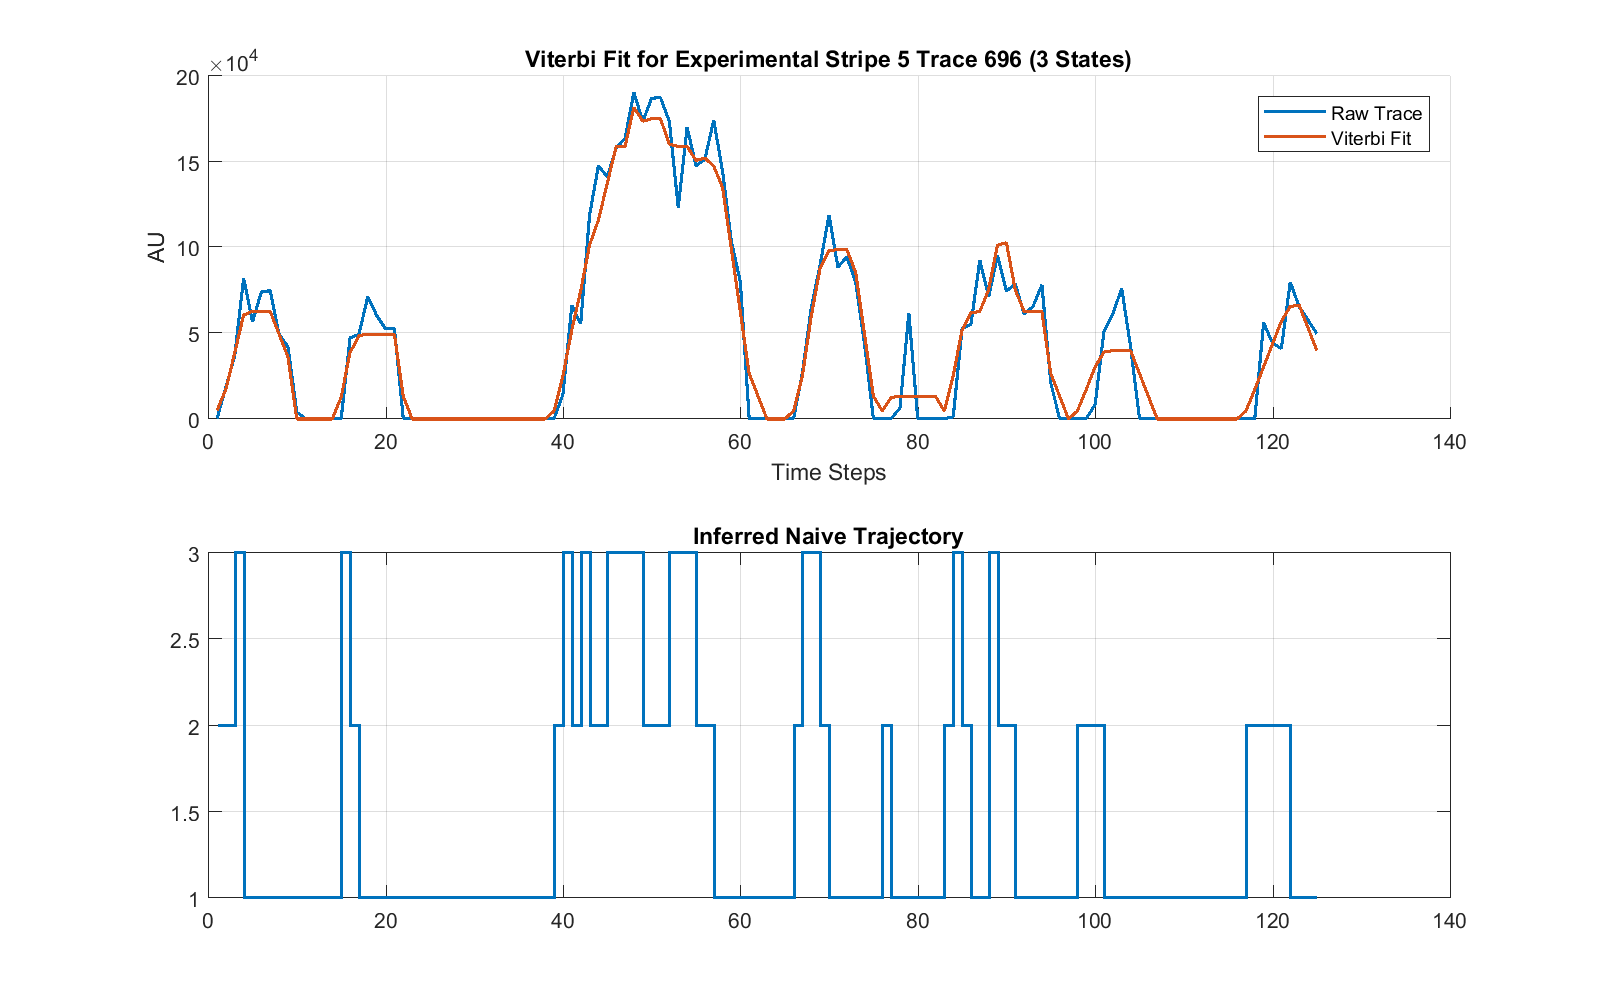 Viterbi Fit for Experimental Stripe 5 Trace 696 (3 States)
×10⁴
20
15
10
5
0
AU
Raw Trace
Viterbi Fit
0 20 40 60 80 100 120 140
Time Steps
Inferred Naive Trajectory
3
2.5
2
1.5
1
0 20 40 60 80 100 120 140